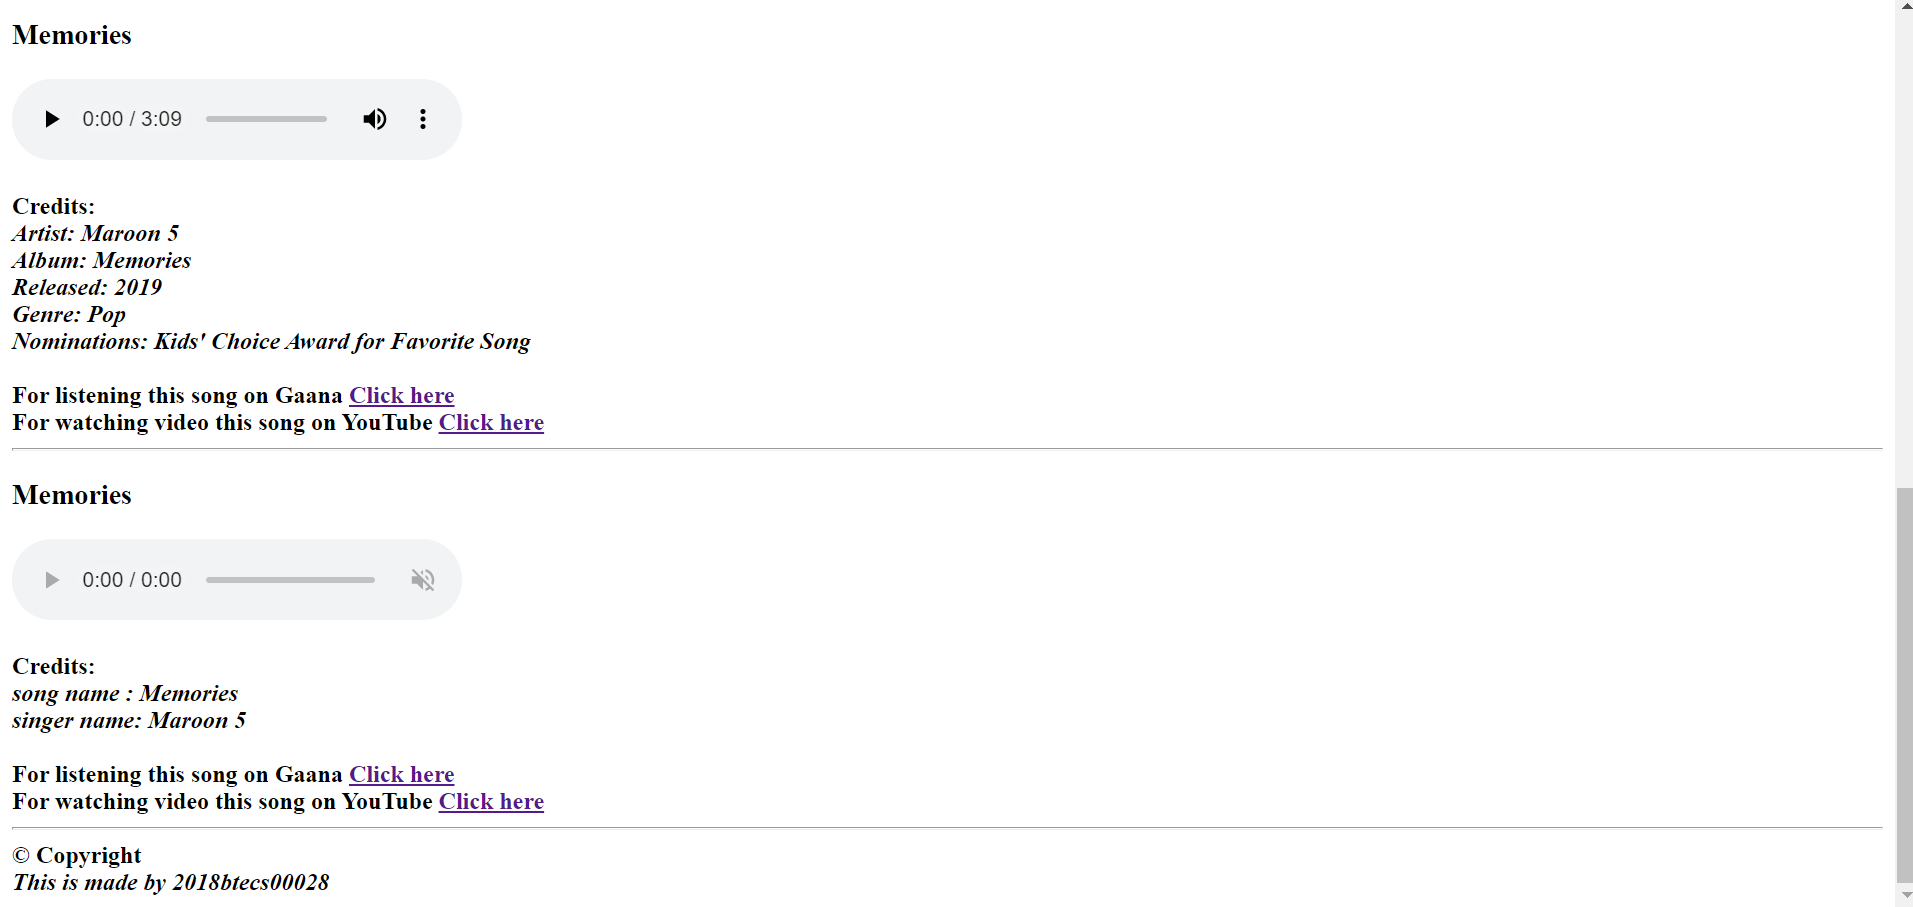 Memories
0:00 / 3:09
Credits:
Artist: Maroon 5
Album: Memories
Released: 2019
Genre: Pop
Nominations: Kids' Choice Award for Favorite Song
For listening this song on Gaana Click here
For watching video this song on YouTube Click here
Memories
0:00 / 0:00
Credits:
song name : Memories
singer name: Maroon 5
For listening this song on Gaana Click here
For watching video this song on YouTube Click here
© Copyright
This is made by 2018btecs00028